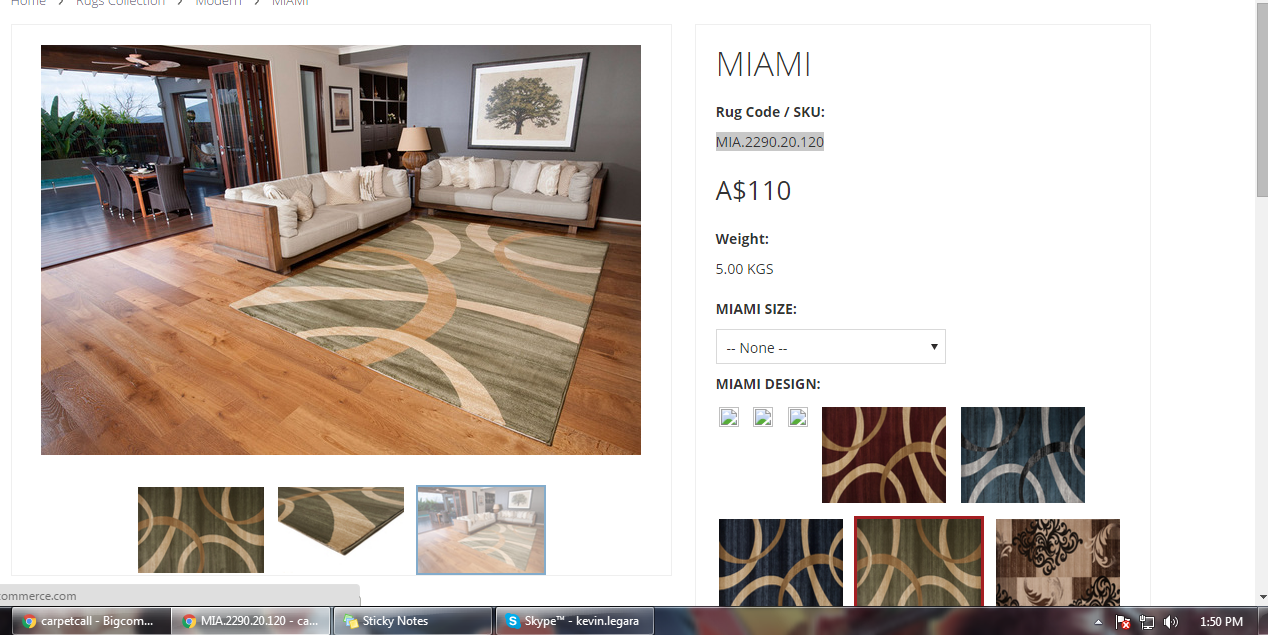 Home > Rugs Collection > Modern > MIAMI
MIAMI
Rug Code / SKU:
MIA.2290.20.120
A$110
Weight:
5.00 KGS
MIAMI SIZE:
-- None --
MIAMI DESIGN:
commerce.com
carpetcall - Bigcom...
MIA.2290.20.120 - ca...
Sticky Notes
Skype™ - kevin.legara
1:50 PM